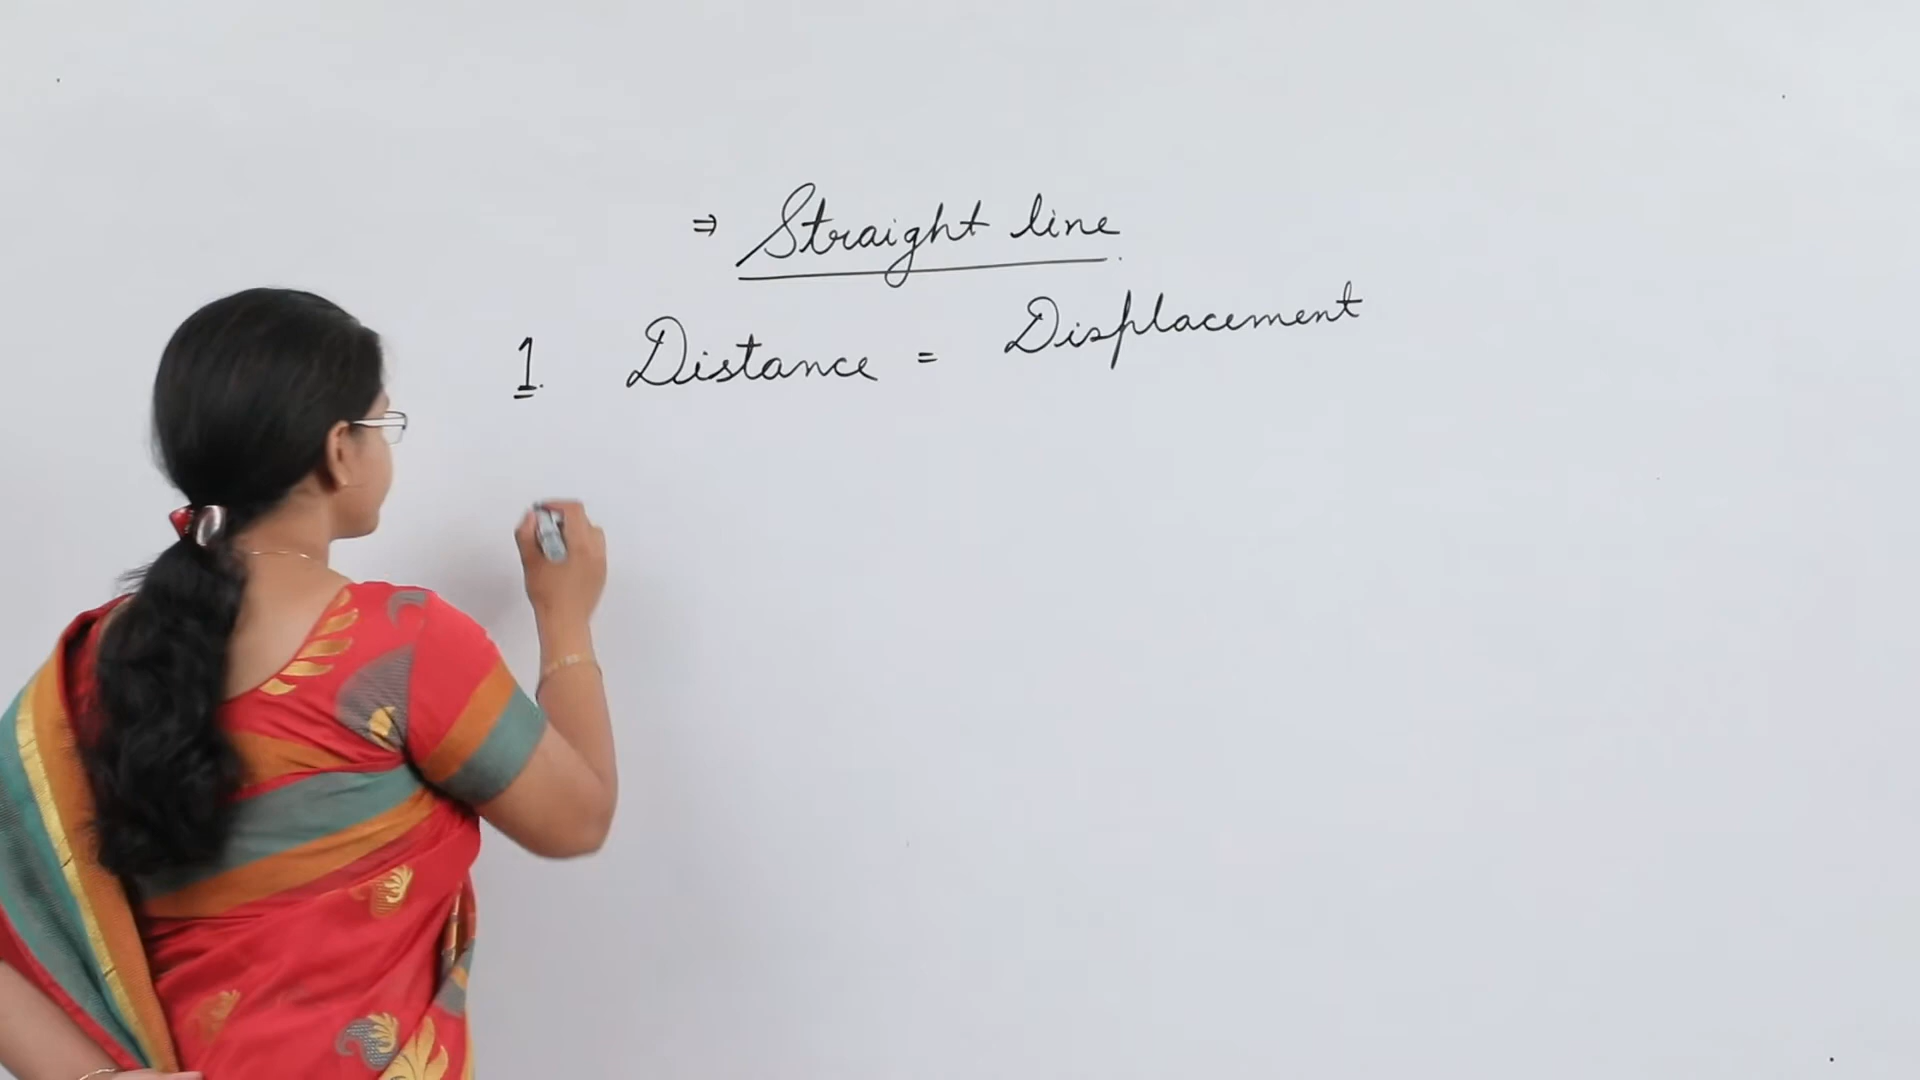 ⇒ Straight line
1. Distance = Displacement